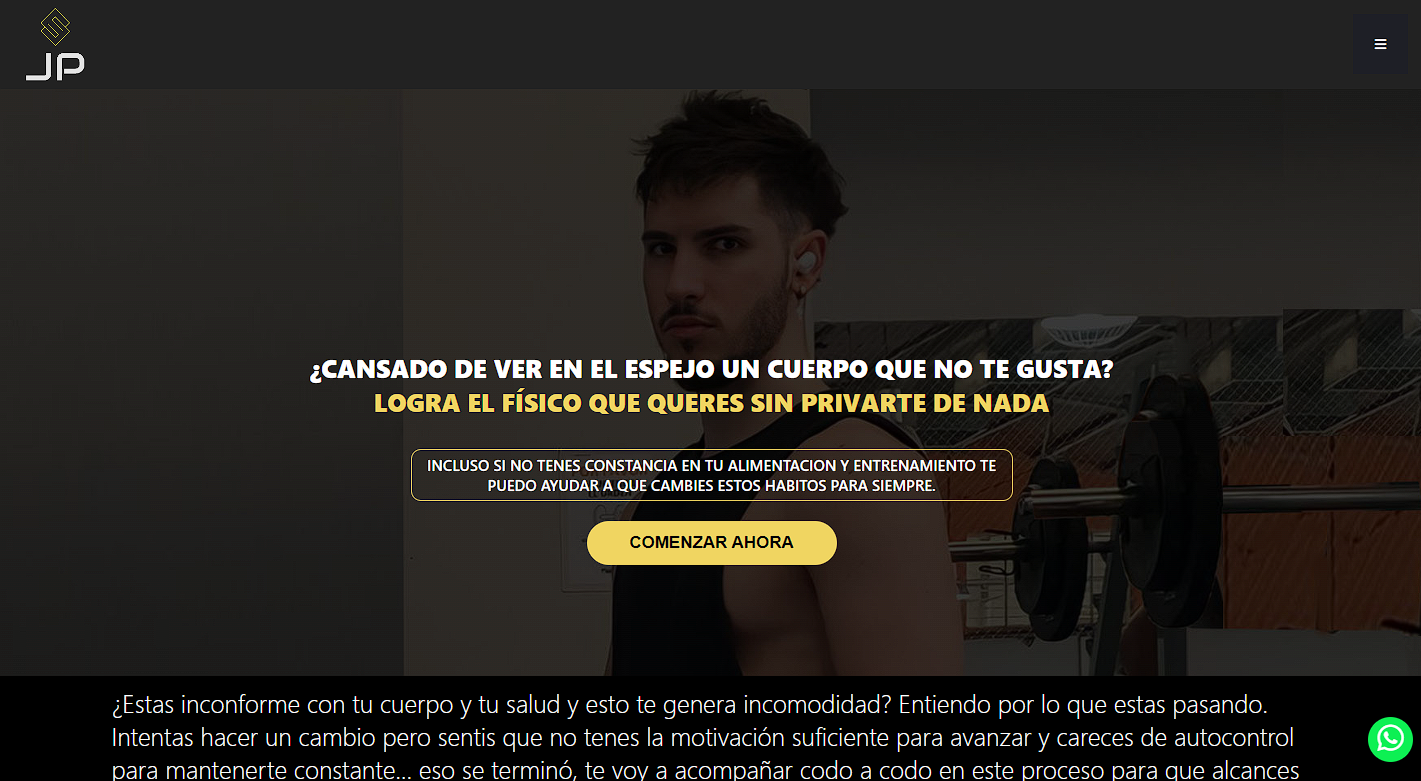 JP
¿CANSADO DE VER EN EL ESPEJO UN CUERPO QUE NO TE GUSTA?
LOGRA EL FÍSICO QUE QUERES SIN PRIVARTE DE NADA
INCLUSO SI NO TENES CONSTANCIA EN TU ALIMENTACION Y ENTRENAMIENTO TE
PUEDO AYUDAR A QUE CAMBIES ESTOS HABITOS PARA SIEMPRE.
COMENZAR AHORA
¿Estas inconforme con tu cuerpo y tu salud y esto te genera incomodidad? Entiendo por lo que estas pasando.
Intentas hacer un cambio pero sentis que no tenes la motivación suficiente para avanzar y careces de autocontrol
para mantenerte constante... eso se terminó, te voy a acompañar codo a codo en este proceso para que alcances